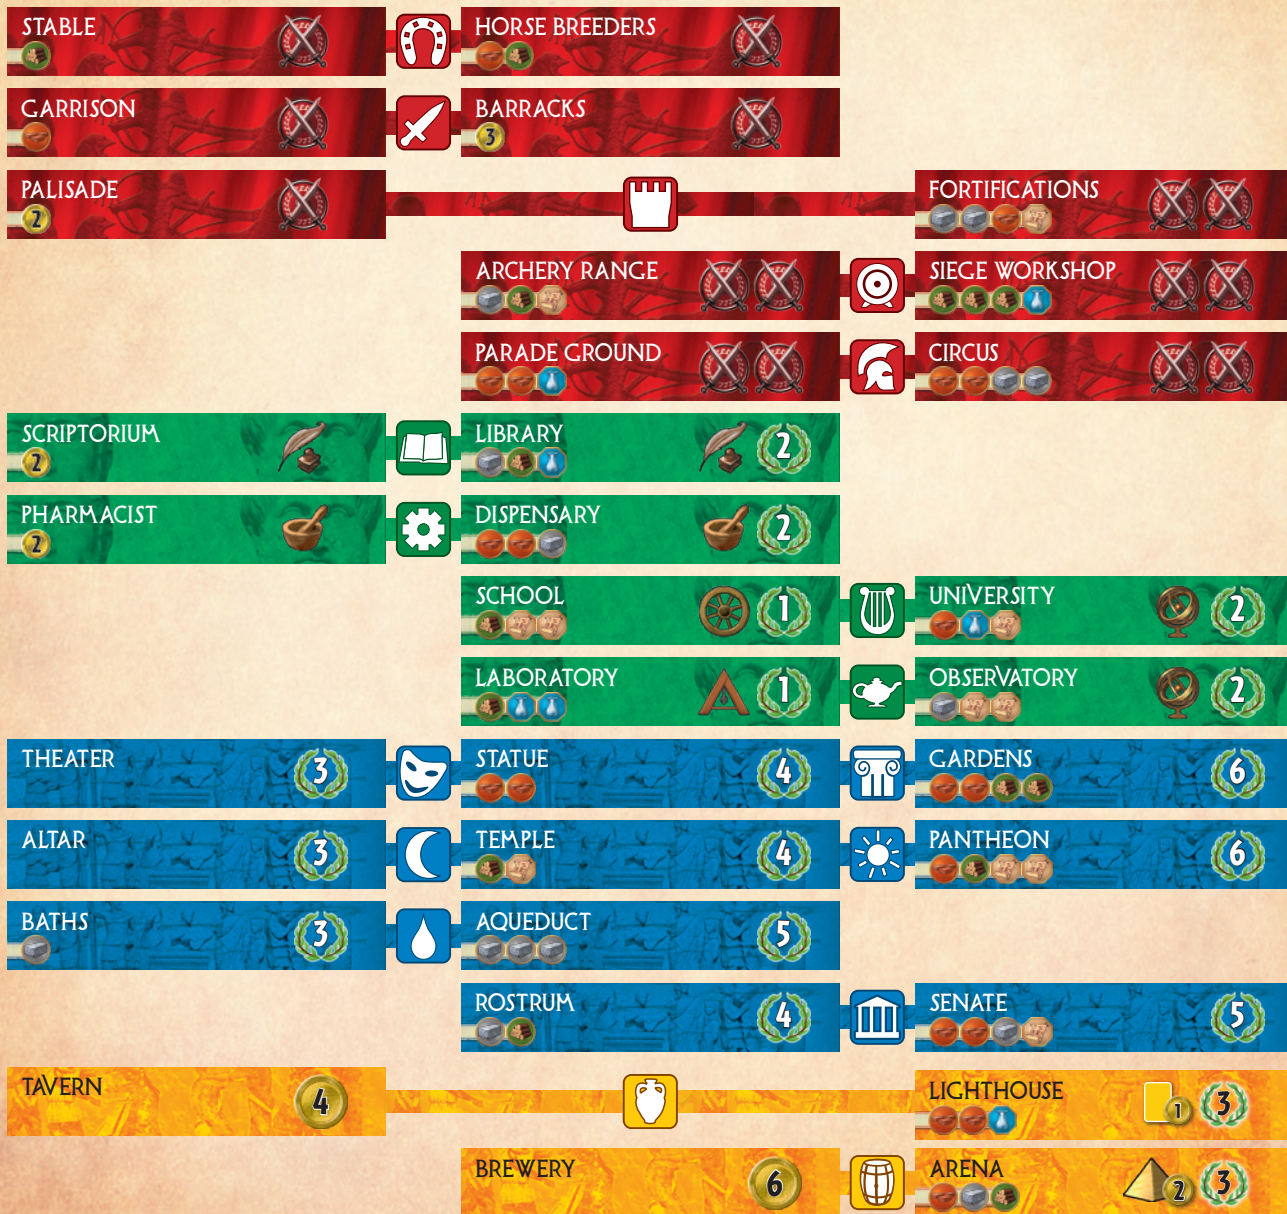 STABLE
HORSE BREEDERS
GARRISON
BARRACKS
3
PALISADE
2
FORTIFICATIONS
ARCHERY RANGE
SIEGE WORKSHOP
PARADE GROUND
CIRCUS
SCRIPTORIUM
2
LIBRARY
2
PHARMACIST
2
DISPENSARY
2
SCHOOL
1
UNIVERSITY
2
LABORATORY
1
OBSERVATORY
2
THEATER
3
STATUE
4
GARDENS
6
ALTAR
3
TEMPLE
4
PANTHEON
6
BATHS
3
AQUEDUCT
5
ROSTRUM
4
SENATE
5
TAVERN
4
LIGHTHOUSE
1
3
BREWERY
6
ARENA
2
3